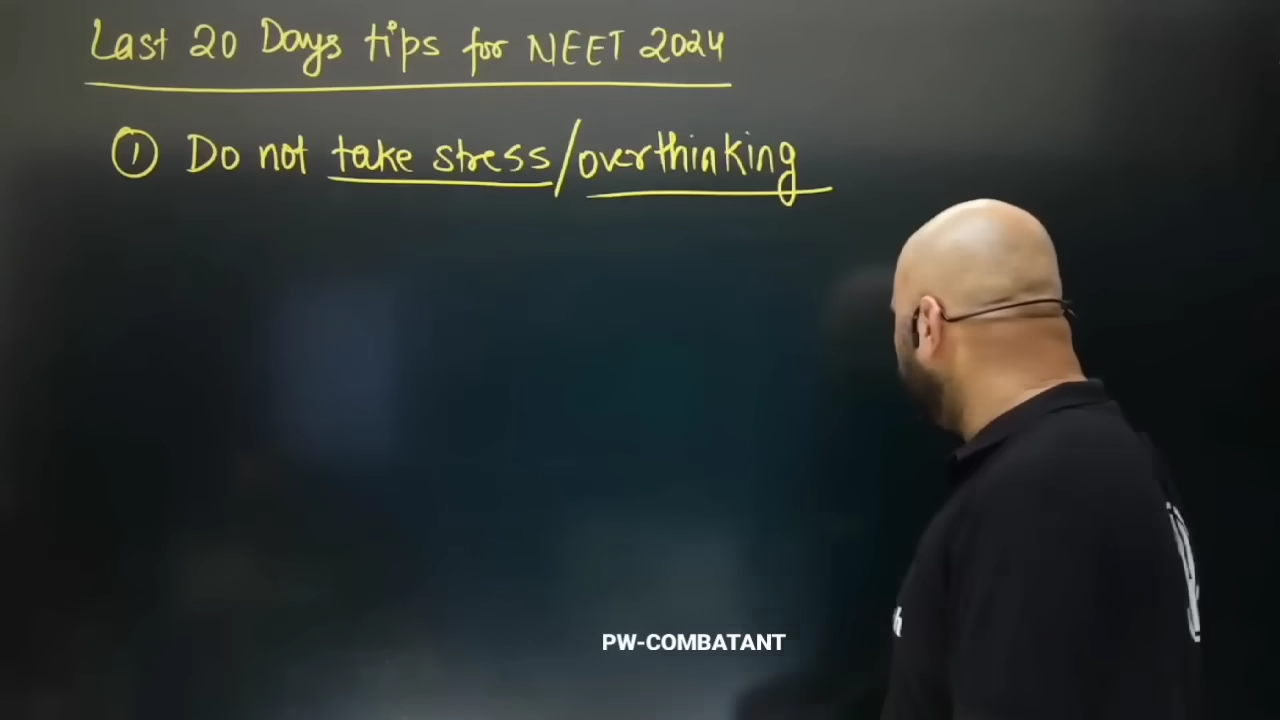 Last 20 Days tips for NEET 2024
① Do not take stress/overthinking
PW-COMBATANT